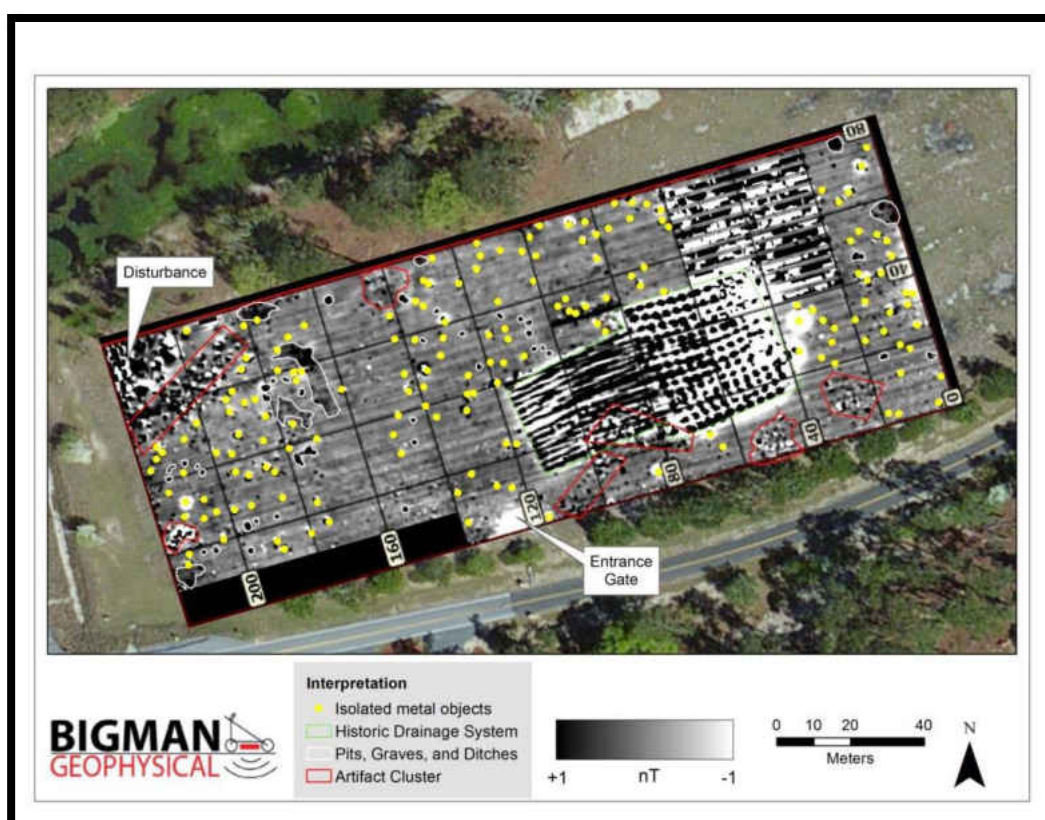 80
Disturbance
40
0
40
80
120
160
200
Entrance
Gate
BIGMAN
GEOPHYSICAL
Interpretation
Isolated metal objects
Historic Drainage System
Pits, Graves, and Ditches
Artifact Cluster
+1 nT -1
0 10 20 40
Meters
N